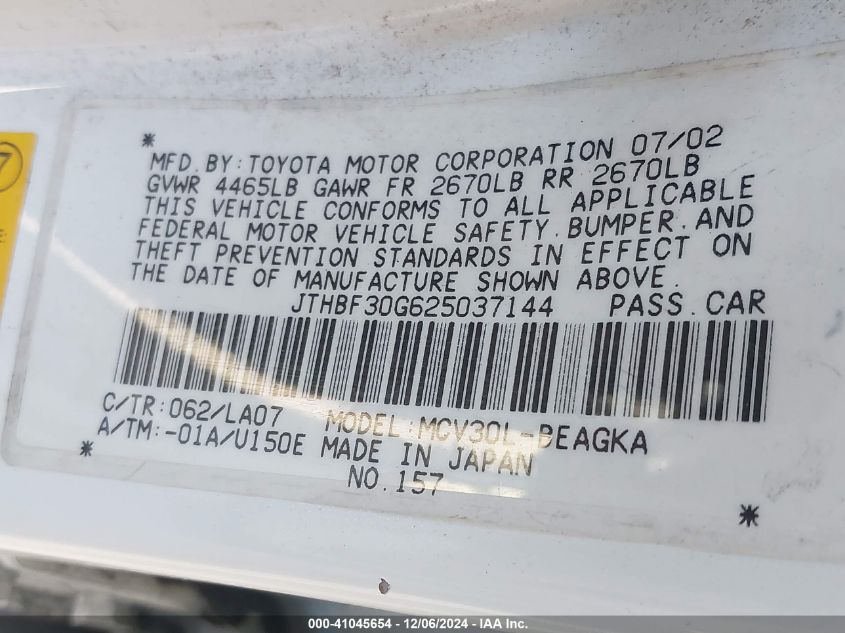 *
MFD. BY: TOYOTA MOTOR CORPORATION 07/02
GVWR 4465LB GAWR FR 2670LB RR 2670LB
THIS VEHICLE CONFORMS TO ALL APPLICABLE
FEDERAL MOTOR VEHICLE SAFETY. BUMPER. AND
THEFT PREVENTION STANDARDS IN EFFECT ON
THE DATE OF MANUFACTURE SHOWN ABOVE.
JTHBF30G625037144 PASS. CAR
C/TR: 062/LA07 MODEL: MCV30L-BEAGKA
A/TM:-01A/U150E MADE IN JAPAN
* NO. 157 *
7
000-41045654 - 12/06/2024 - IAA Inc.